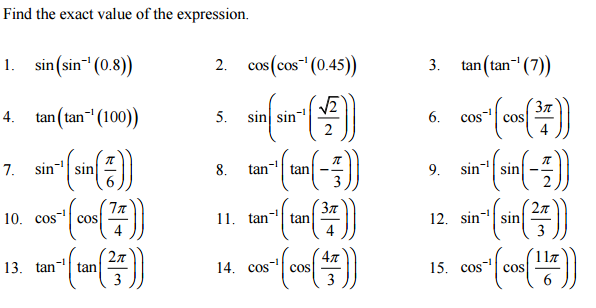 Find the exact value of the expression.
1. sin(sin⁻¹(0.8)) 2. cos(cos⁻¹(0.45)) 3. tan(tan⁻¹(7))
4. tan(tan⁻¹(100)) 5. sin(sin⁻¹(√2/2)) 6. cos⁻¹(cos(3π/4))
7. sin⁻¹(sin(π/6)) 8. tan⁻¹(tan(−π/3)) 9. sin⁻¹(sin(−π/2))
10. cos⁻¹(cos(7π/4)) 11. tan⁻¹(tan(3π/4)) 12. sin⁻¹(sin(2π/3))
13. tan⁻¹(tan(2π/3)) 14. cos⁻¹(cos(4π/3)) 15. cos⁻¹(cos(11π/6))